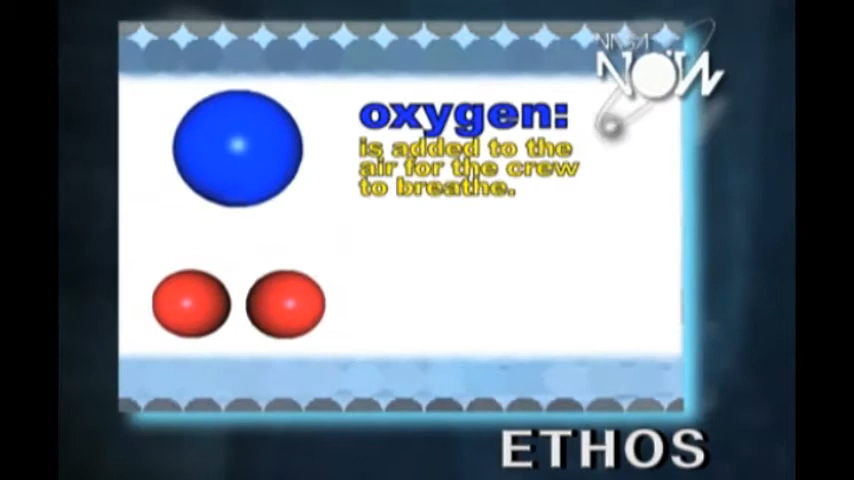 NASA
NOW
oxygen:
is added to the
air for the crew
to breathe.
ETHOS